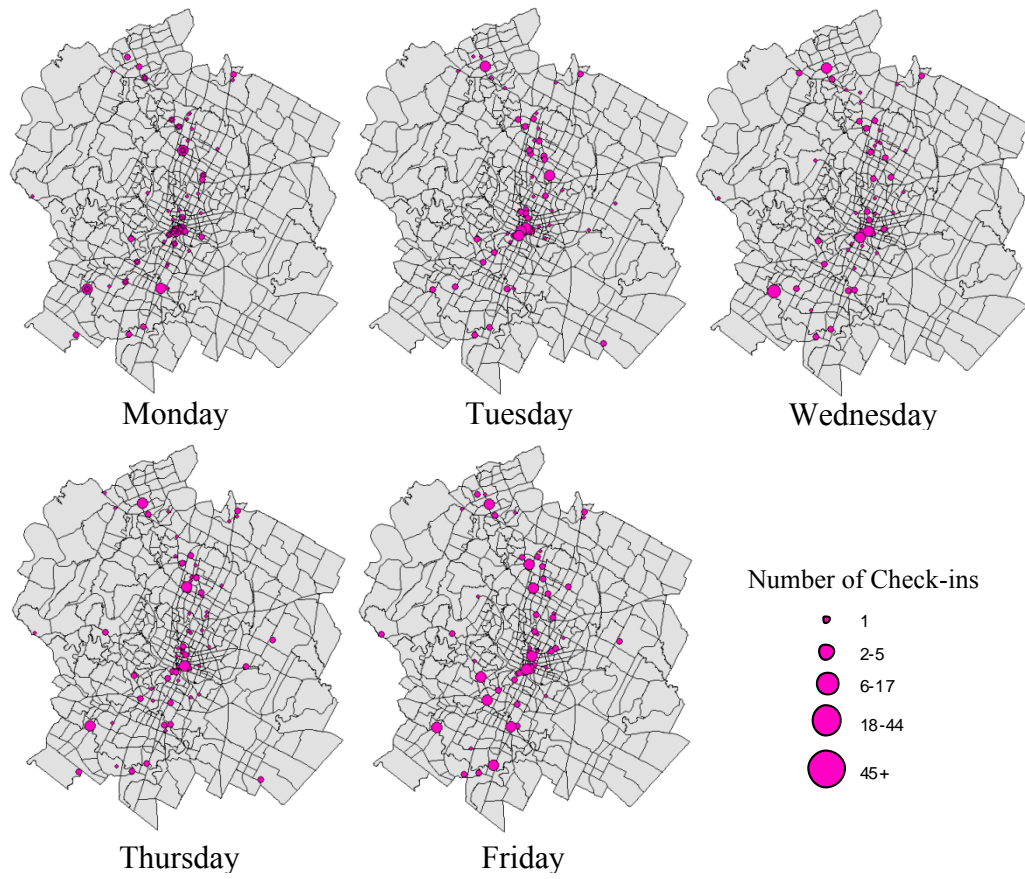 Monday
Tuesday
Wednesday
Thursday
Friday
Number of Check-ins
1
2-5
6-17
18-44
45+